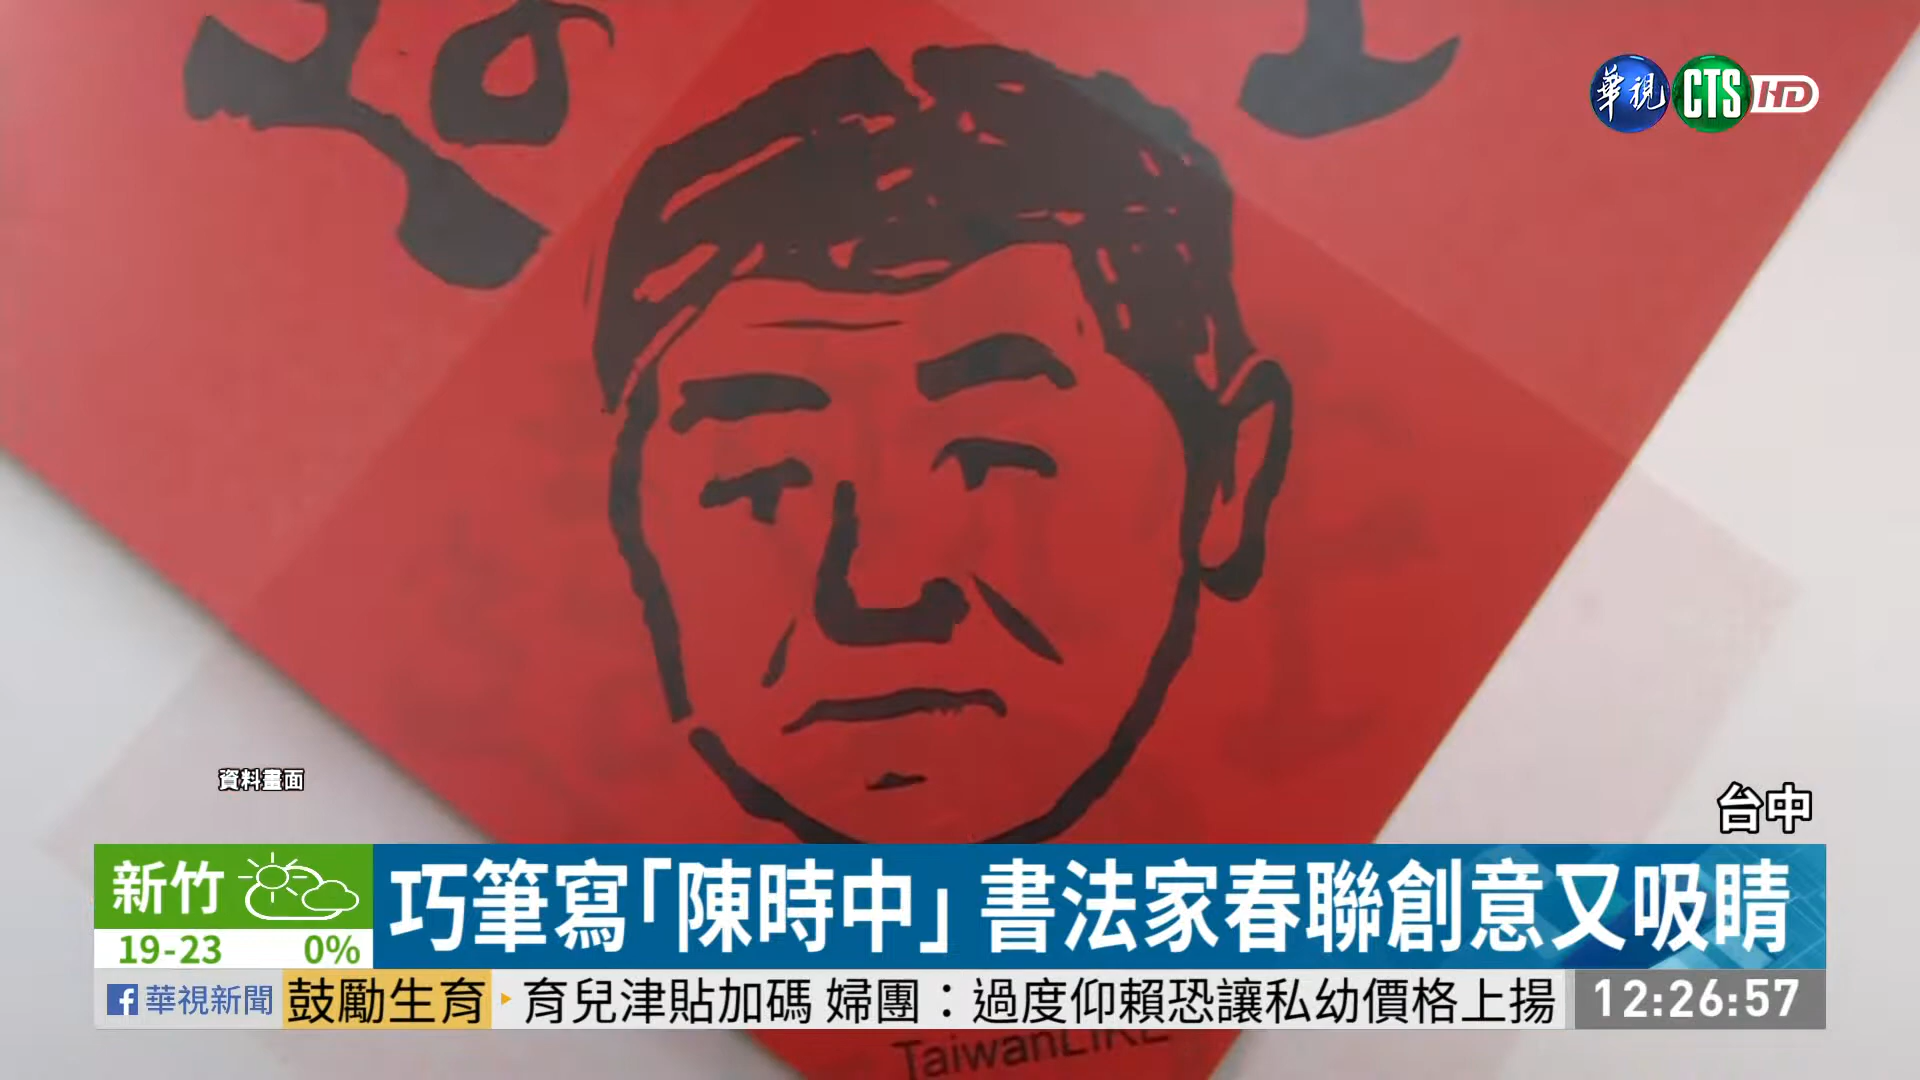 華視 CTS HD
資料畫面
台中
新竹
巧筆寫「陳時中」書法家春聯創意又吸睛
19-23 0%
華視新聞 鼓勵生育 育兒津貼加碼 婦團：過度仰賴恐讓私幼價格上揚 12:26:57
TaiwanLIKE